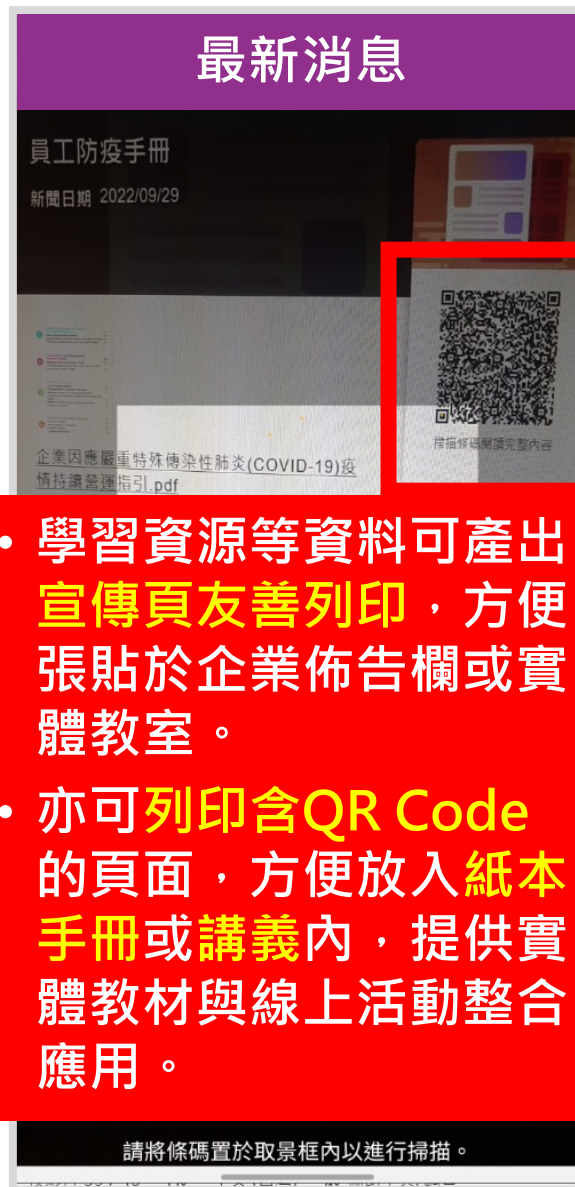 最新消息
員工防疫手冊
新聞日期 2022/09/29
掃描條碼閱讀完整內容
企業因應嚴重特殊傳染性肺炎(COVID-19)疫
情持續營運指引.pdf
• 學習資源等資料可產出
宣傳頁友善列印，方便
張貼於企業佈告欄或實
體教室。
• 亦可列印含QR Code
的頁面，方便放入紙本
手冊或講義內，提供實
體教材與線上活動整合
應用。
請將條碼置於取景框內以進行掃描。